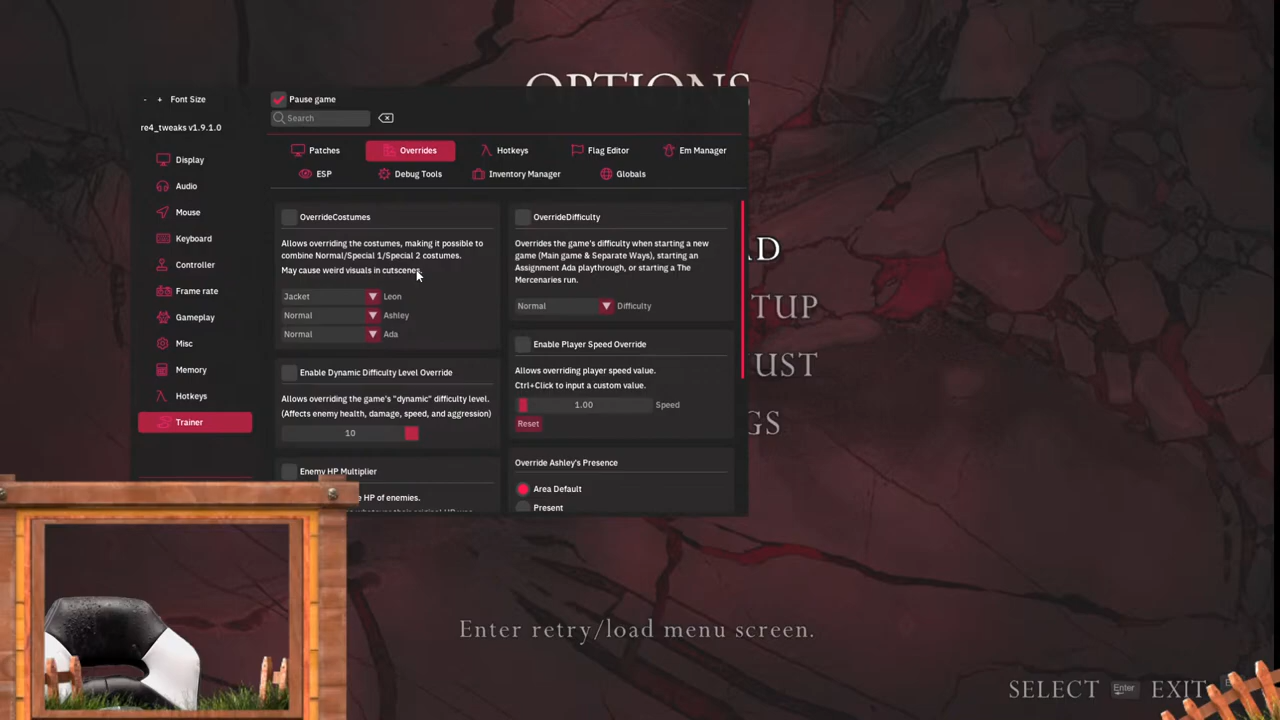 OPTIONS
- + Font Size
re4_tweaks v1.9.1.0
Display
Audio
Mouse
Keyboard
Controller
Frame rate
Gameplay
Misc
Memory
Hotkeys
Trainer
Pause game
Search
Patches
Overrides
Hotkeys
Flag Editor
Em Manager
ESP
Debug Tools
Inventory Manager
Globals
OverrideCostumes
Allows overriding the costumes, making it possible to
combine Normal/Special 1/Special 2 costumes.
May cause weird visuals in cutscenes.
Jacket Leon
Normal Ashley
Normal Ada
Enable Dynamic Difficulty Level Override
Allows overriding the game's "dynamic" difficulty level.
(Affects enemy health, damage, speed, and aggression)
10
Enemy HP Multiplier
e HP of enemies.
OverrideDifficulty
Overrides the game's difficulty when starting a new
game (Main game & Separate Ways), starting an
Assignment Ada playthrough, or starting a The
Mercenaries run.
Normal Difficulty
Enable Player Speed Override
Allows overriding player speed value.
Ctrl+Click to input a custom value.
1.00 Speed
Reset
Override Ashley's Presence
Area Default
Present
AD
TUP
UST
GS
Enter retry/load menu screen.
SELECT Enter EXIT